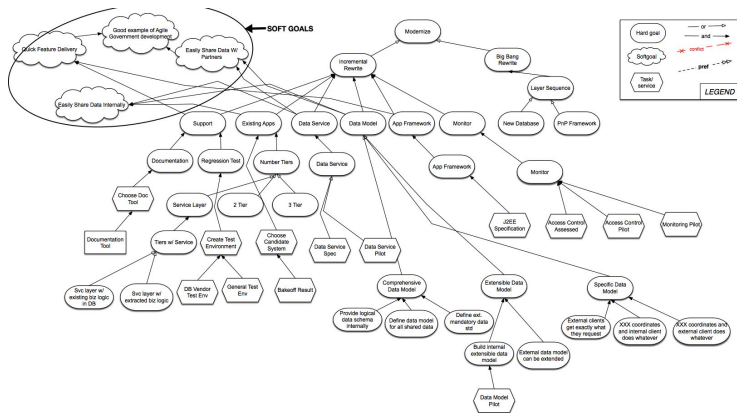 SOFT GOALS
Good example of Agile
Government development
Quick Feature Delivery
Easily Share Data W/
Partners
Easily Share Data Internally
Modernize
Incremental
Rewrite
Big Bang
Rewrite
Layer Sequence
New Database
PnP Framework
Hard goal
or
and
conflict
Softgoal
pref
Task/
service
LEGEND
Support
Existing Apps
Data Service
Data Model
App Framework
Monitor
Documentation
Regression Test
Number Tiers
Data Service
App Framework
Monitor
Choose Doc
Tool
Service Layer
2 Tier
3 Tier
J2EE
Specification
Access Control
Assessed
Access Control
Pilot
Monitoring Pilot
Documentation
Tool
Tiers w/ Service
Create Test
Environment
Choose
Candidate
System
Data Service
Spec
Data Service
Pilot
Svc layer w/
existing biz logic
in DB
Svc layer w/
extracted biz logic
DB Vendor
Test Env
General Test
Env
Bakeoff Result
Comprehensive
Data Model
Extensible Data
Model
Specific Data
Model
Provide logical
data schema
internally
Define data model
for all shared data
Define ext.
mandatory data
std
Build internal
extensible data
model
External data model
can be extended
External clients
get exactly what
they request
XXX coordinates
and internal client
does whatever
XXX coordinates and
external client does
whatever
Data Model
Pilot